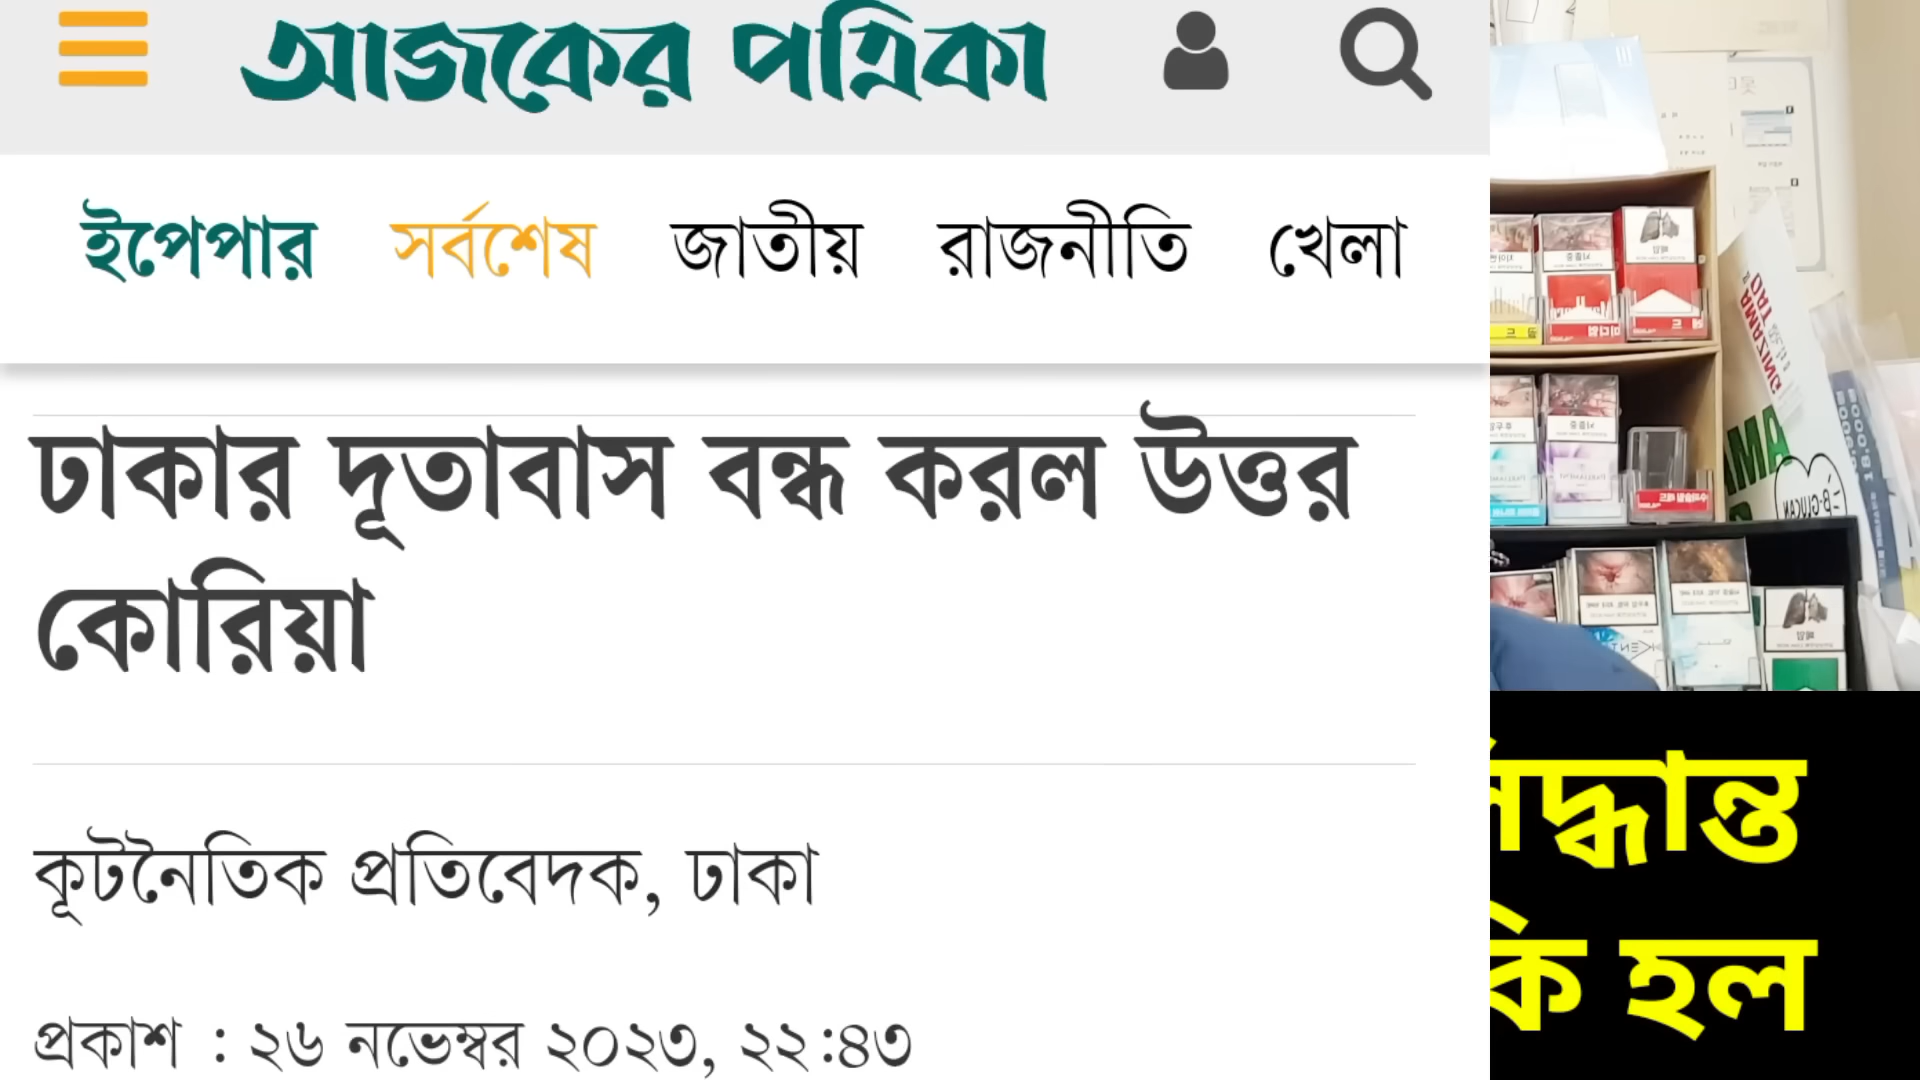 আজকের পত্রিকা
ইপেপার সর্বশেষ জাতীয় রাজনীতি খেলা
ঢাকার দূতাবাস বন্ধ করল উত্তর
কোরিয়া
কূটনৈতিক প্রতিবেদক, ঢাকা
প্রকাশ : ২৬ নভেম্বর ২০২৩, ২২:৪৩
কি হল